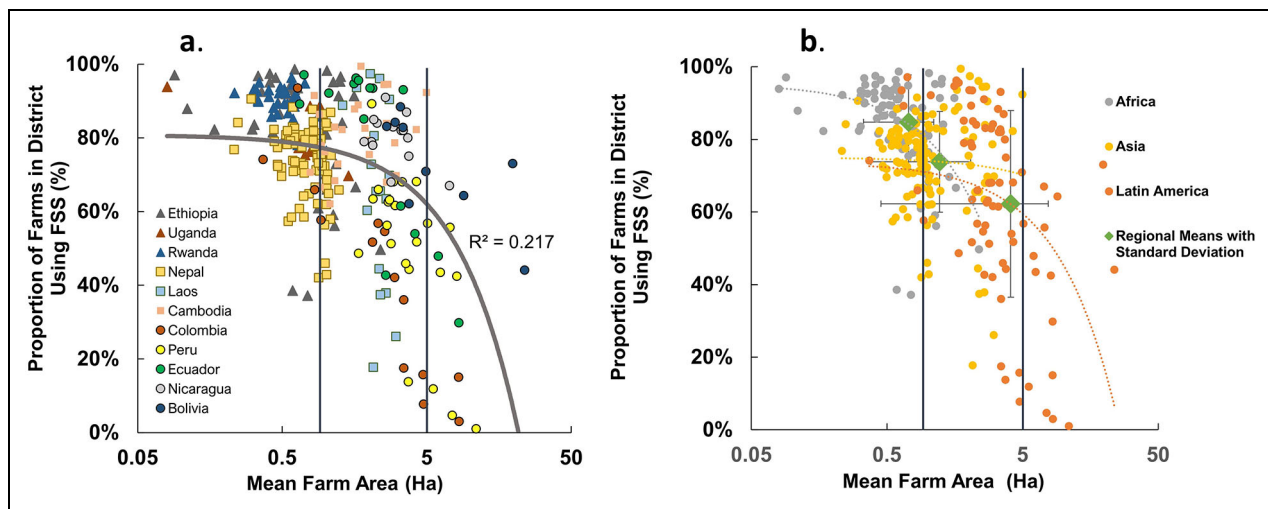 a.
Proportion of Farms in District
Using FSS (%)
100%
80%
60%
40%
20%
0%
Ethiopia
Uganda
Rwanda
Nepal
Laos
Cambodia
Colombia
Peru
Ecuador
Nicaragua
Bolivia
R² = 0.217
0.05
0.5
5
50
Mean Farm Area (Ha)
b.
Proportion of Farms in District
Using FSS (%)
100%
80%
60%
40%
20%
0%
Africa
Asia
Latin America
Regional Means with
Standard Deviation
0.05
0.5
5
50
Mean Farm Area (Ha)